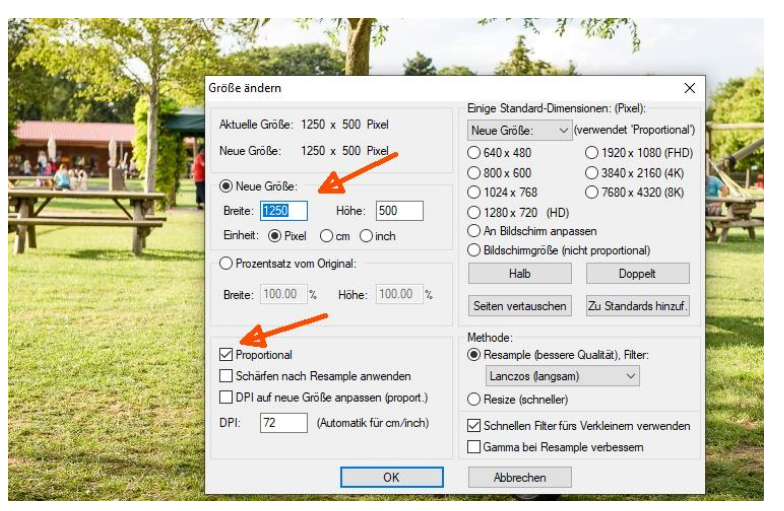 Größe ändern
Aktuelle Größe: 1250 x 500 Pixel
Neue Größe: 1250 x 500 Pixel
Neue Größe:
Breite: 1250 Höhe: 500
Einheit: Pixel cm inch
Prozentsatz vom Original:
Breite: 100.00 % Höhe: 100.00 %
Proportional
Schärfen nach Resample anwenden
DPI auf neue Größe anpassen (proport.)
DPI: 72 (Automatik für cm/inch)
Einige Standard-Dimensionen: (Pixel):
Neue Größe: (verwendet 'Proportional')
640 x 480 1920 x 1080 (FHD)
800 x 600 3840 x 2160 (4K)
1024 x 768 7680 x 4320 (8K)
1280 x 720 (HD)
An Bildschirm anpassen
Bildschimgröße (nicht proportional)
Halb Doppelt
Seiten vertauschen Zu Standards hinzuf.
Methode:
Resample (bessere Qualität), Filter:
Lanczos (langsam)
Resize (schneller)
Schnellen Filter fürs Verkleinern verwenden
Gamma bei Resample verbessern
OK Abbrechen